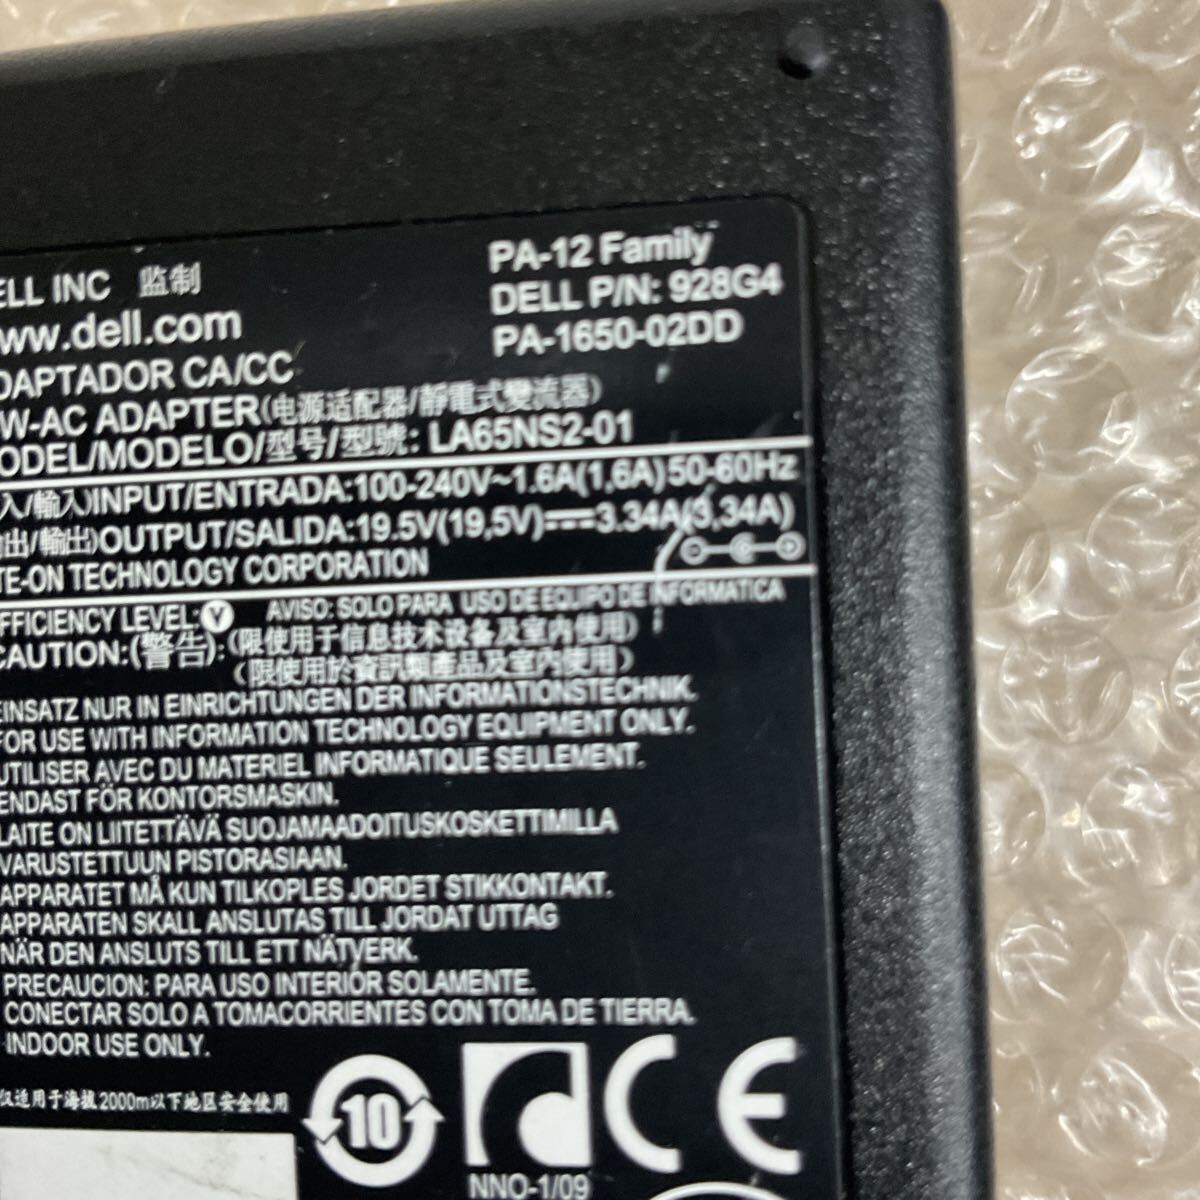 ELL INC 监制
PA-12 Family
DELL P/N: 928G4
PA-1650-02DD
ww.dell.com
DAPTADOR CA/CC
W-AC ADAPTER(电源适配器/靜電式變流器)
ODEL/MODELO/型号/型號: LA65NS2-01
入/輸入)INPUT/ENTRADA:100-240V~1.6A(1,6A)50-60Hz
出/輸出)OUTPUT/SALIDA:19.5V(19,5V)⎓3.34A(3,34A)
TE-ON TECHNOLOGY CORPORATION
FFICIENCY LEVEL:V AVISO: SOLO PARA USO DE EQUIPO DE INFORMATICA
CAUTION:(警告):(限使用于信息技术设备及室内使用)
(限使用於資訊類產品及室內使用)
EINSATZ NUR IN EINRICHTUNGEN DER INFORMATIONSTECHNIK.
FOR USE WITH INFORMATION TECHNOLOGY EQUIPMENT ONLY.
UTILISER AVEC DU MATERIEL INFORMATIQUE SEULEMENT.
ENDAST FÖR KONTORSMASKIN.
LAITE ON LIITETTÄVÄ SUOJAMAADOITUSKOSKETTIMILLA
VARUSTETTUUN PISTORASIAAN.
APPARATET MÅ KUN TILKOPLES JORDET STIKKONTAKT.
APPARATEN SKALL ANSLUTAS TILL JORDAT UTTAG
NÄR DEN ANSLUTS TILL ETT NÄTVERK.
PRECAUCION: PARA USO INTERIOR SOLAMENTE.
CONECTAR SOLO A TOMACORRIENTES CON TOMA DE TIERRA.
INDOOR USE ONLY.
仅适用于海拔2000m以下地区安全使用
10
CE
NNO-1/09